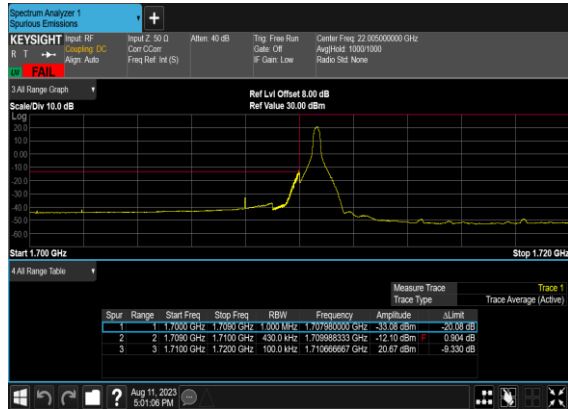 Spectrum Analyzer 1
Spurious Emissions
KEYSIGHT Input: RF Input Z: 50 Ω Atten: 40 dB Trig: Free Run Center Freq: 22.005000000 GHz
R T Coupling: DC Corr CCorr Gate: Off Avg|Hold: 1000/1000
Align: Auto Freq Ref: Int (S) IF Gain: Low Radio Std: None
LV FAIL
3 All Range Graph
Ref Lvl Offset 8.00 dB
Scale/Div 10.0 dB Ref Value 30.00 dBm
Log
20.0
10.0
0.00
-10.0
-20.0
-30.0
-40.0
-50.0
-60.0
Start 1.700 GHz Stop 1.720 GHz
4 All Range Table
Measure Trace Trace 1
Trace Type Trace Average (Active)
Spur Range Start Freq Stop Freq RBW Frequency Amplitude ΔLimit
1 1 1.7000 GHz 1.7090 GHz 1.000 MHz 1.707980000 GHz -33.08 dBm -20.08 dB
2 2 1.7090 GHz 1.7100 GHz 430.0 kHz 1.709988333 GHz -12.10 dBm F 0.904 dB
3 3 1.7100 GHz 1.7200 GHz 100.0 kHz 1.710666667 GHz 20.67 dBm -9.330 dB
Aug 11, 2023
5:01:06 PM